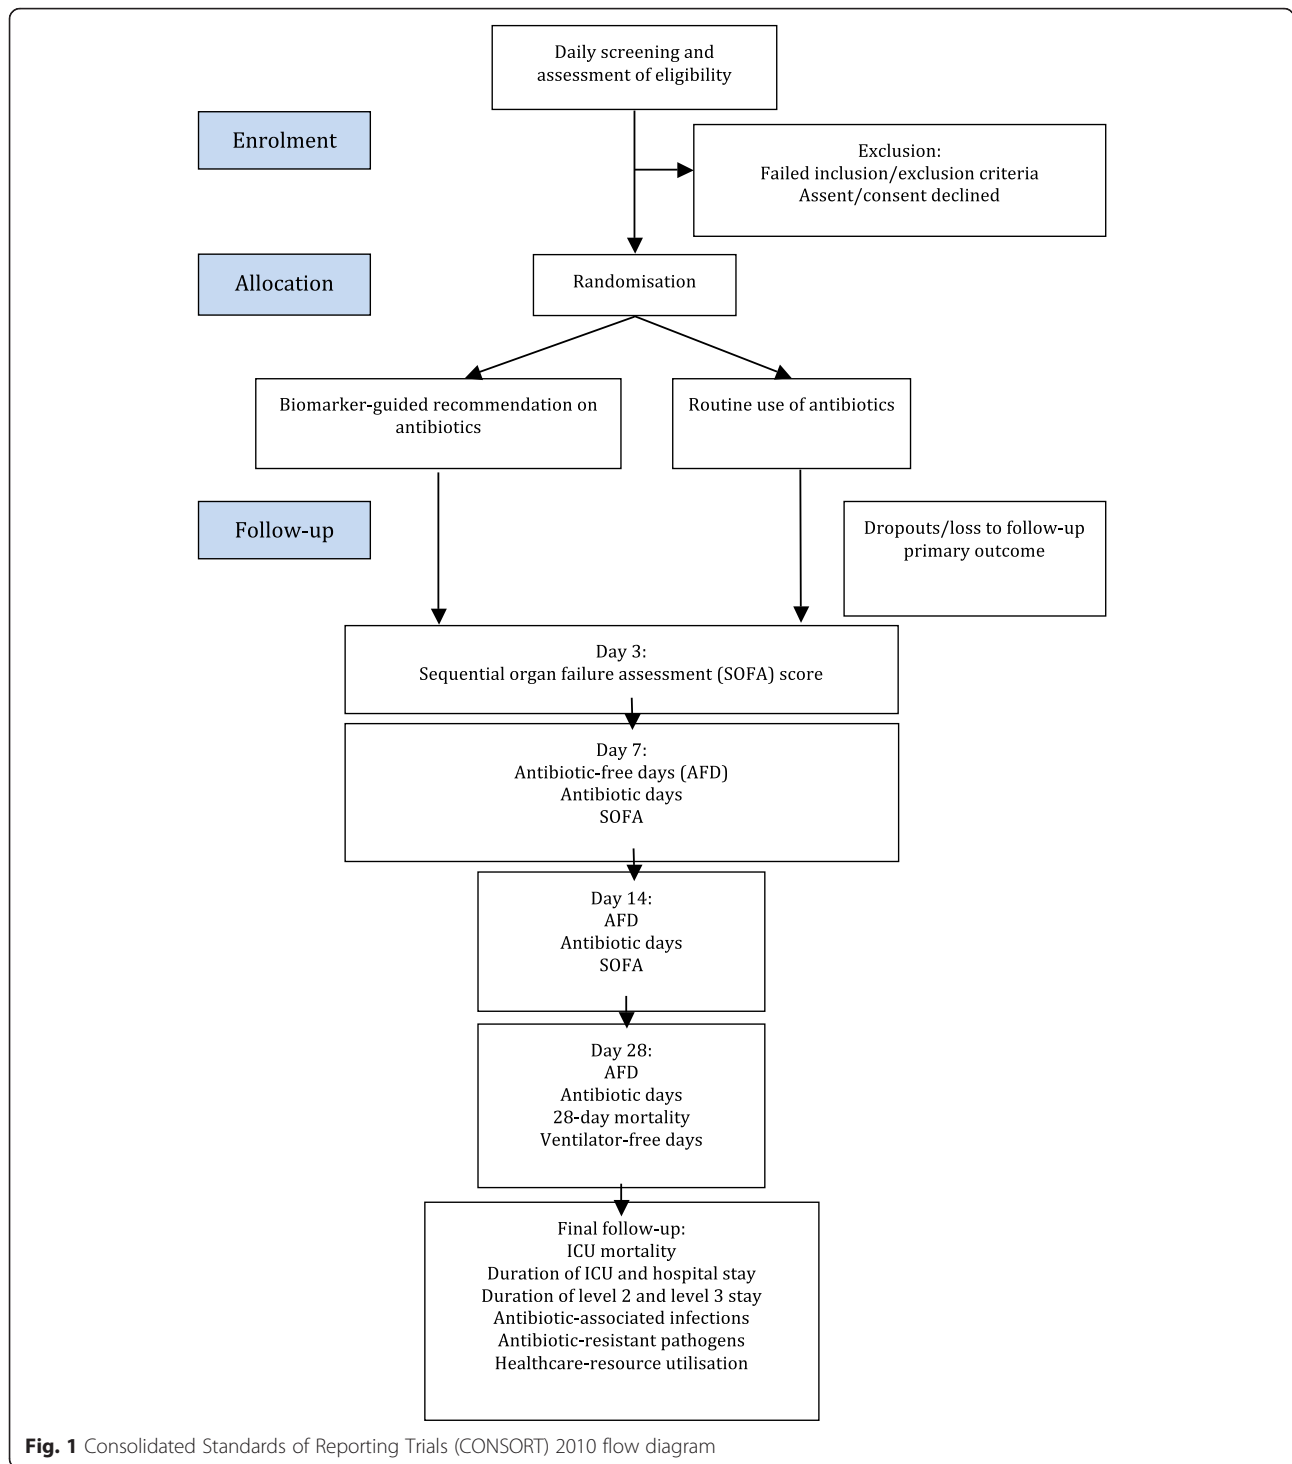 Daily screening and
assessment of eligibility
Enrolment
Exclusion:
Failed inclusion/exclusion criteria
Assent/consent declined
Allocation
Randomisation
Biomarker-guided recommendation on
antibiotics
Routine use of antibiotics
Follow-up
Dropouts/loss to follow-up
primary outcome
Day 3:
Sequential organ failure assessment (SOFA) score
Day 7:
Antibiotic-free days (AFD)
Antibiotic days
SOFA
Day 14:
AFD
Antibiotic days
SOFA
Day 28:
AFD
Antibiotic days
28-day mortality
Ventilator-free days
Final follow-up:
ICU mortality
Duration of ICU and hospital stay
Duration of level 2 and level 3 stay
Antibiotic-associated infections
Antibiotic-resistant pathogens
Healthcare-resource utilisation
Fig. 1 Consolidated Standards of Reporting Trials (CONSORT) 2010 flow diagram